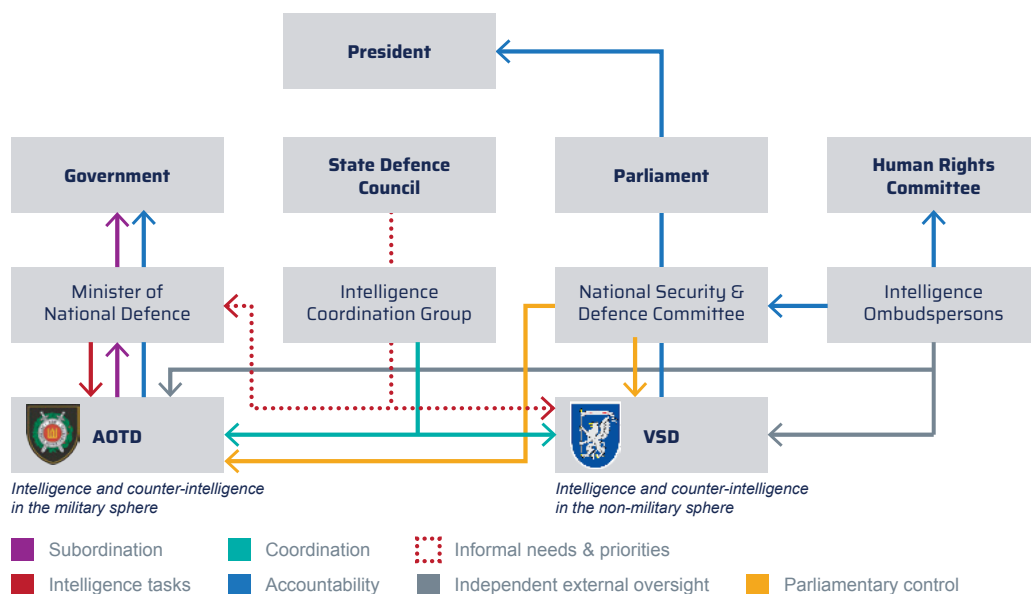 President
Government
State Defence
Council
Parliament
Human Rights
Committee
Minister of
National Defence
Intelligence
Coordination Group
National Security &
Defence Committee
Intelligence
Ombudspersons
AOTD
VSD
Intelligence and counter-intelligence
in the military sphere
Intelligence and counter-intelligence
in the non-military sphere
Subordination
Coordination
Informal needs & priorities
Intelligence tasks
Accountability
Independent external oversight
Parliamentary control